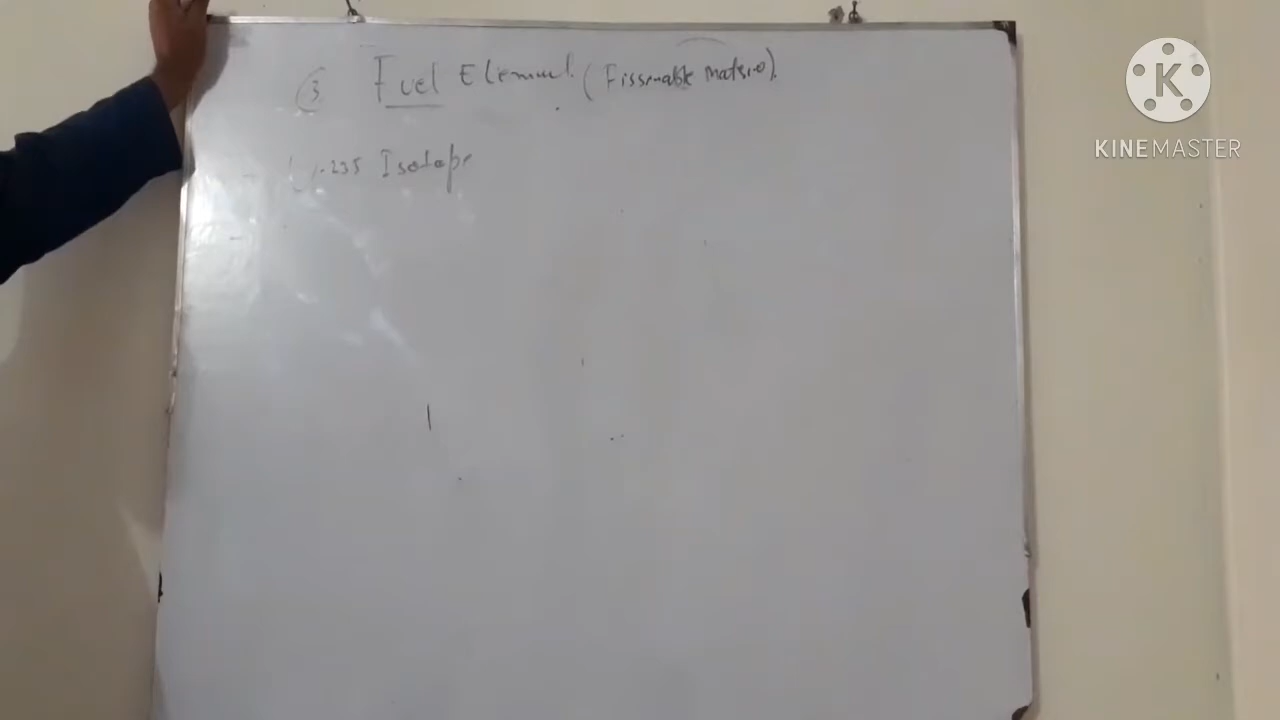 3. Fuel Element. (Fissionable Material).
U-235 Isotope
K
KINEMASTER